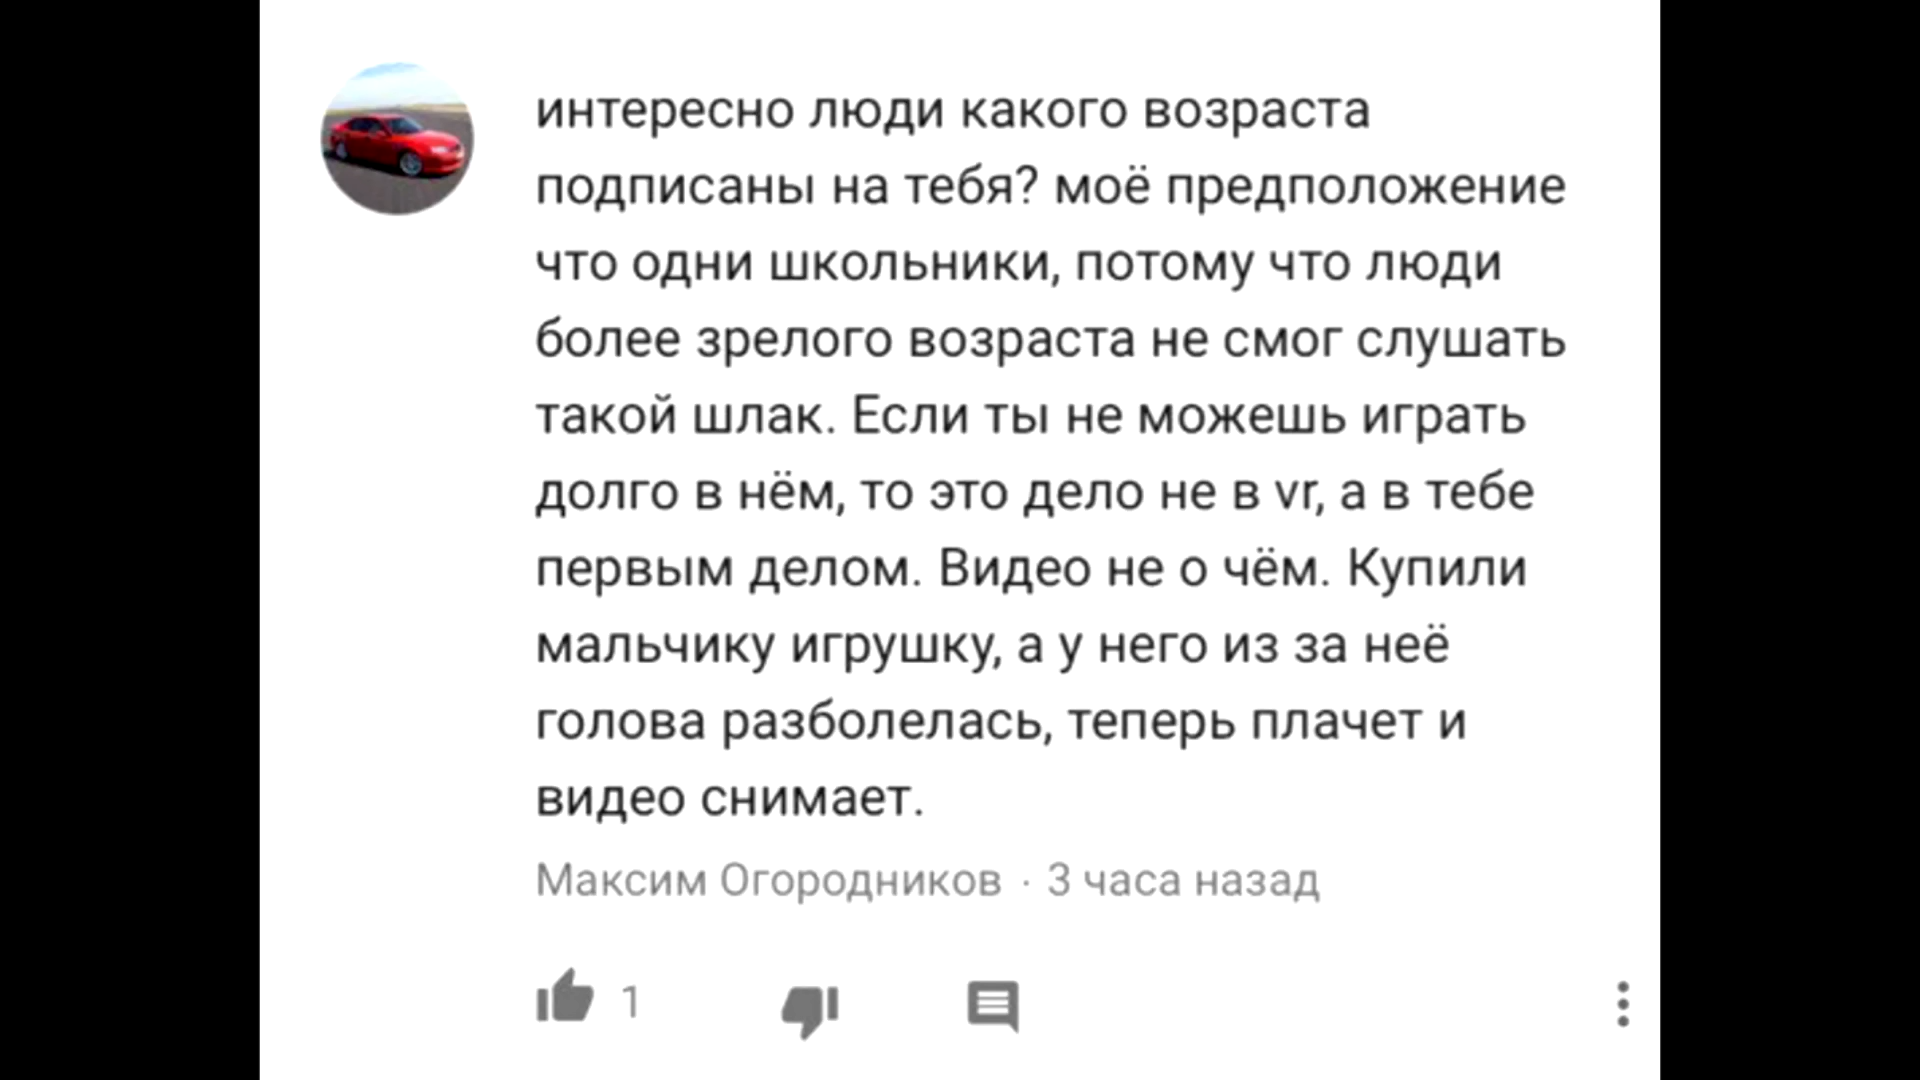 интересно люди какого возраста
подписаны на тебя? моё предположение
что одни школьники, потому что люди
более зрелого возраста не смог слушать
такой шлак. Если ты не можешь играть
долго в нём, то это дело не в vr, а в тебе
первым делом. Видео не о чём. Купили
мальчику игрушку, а у него из за неё
голова разболелась, теперь плачет и
видео снимает.
Максим Огородников · 3 часа назад
1